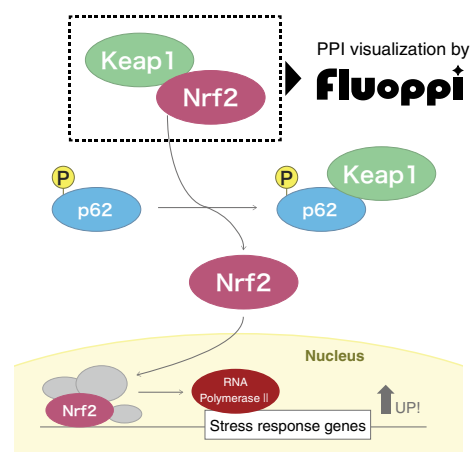 Keap1
Nrf2
PPI visualization by
Fluoppi
P
p62
P
p62
Keap1
Nrf2
Nucleus
Nrf2
RNA
Polymerase II
Stress response genes
UP!